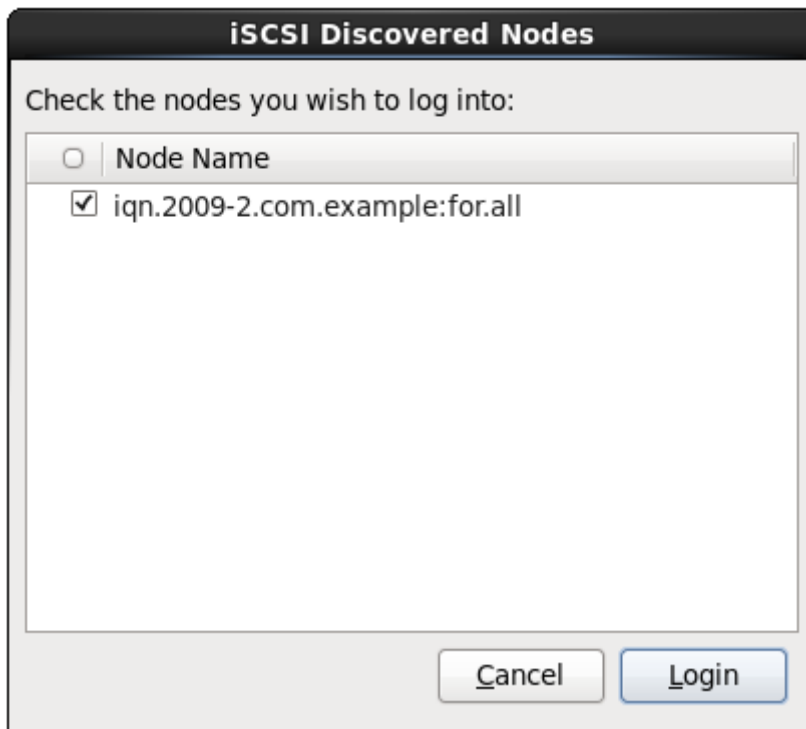 iSCSI Discovered Nodes
Check the nodes you wish to log into:
Node Name
iqn.2009-2.com.example:for.all
Cancel Login